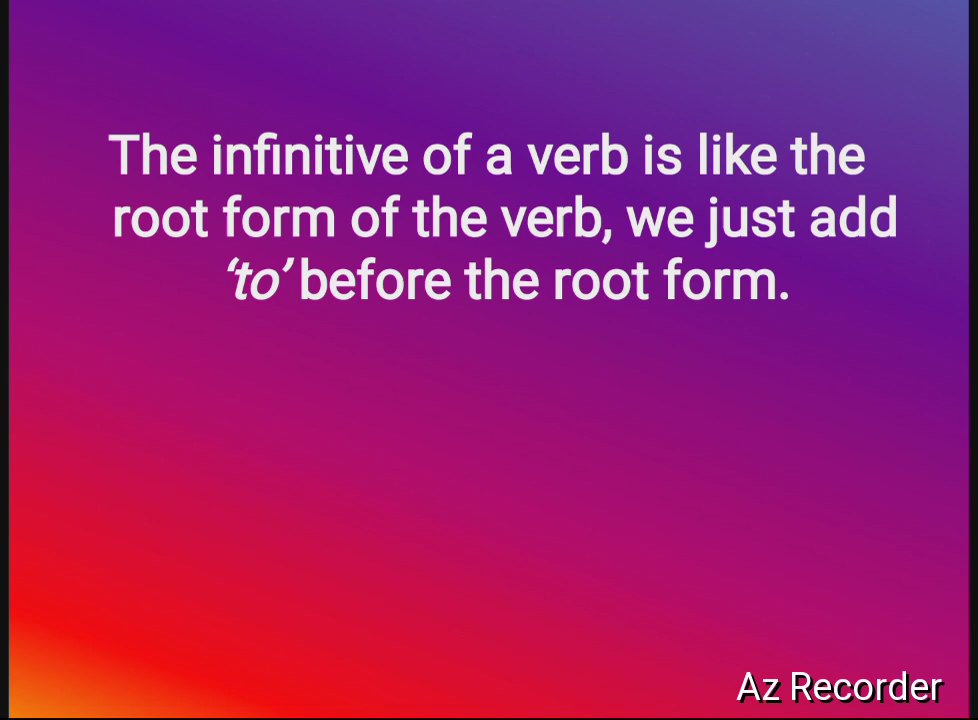 The infinitive of a verb is like the
root form of the verb, we just add
‘to’ before the root form.
Az Recorder